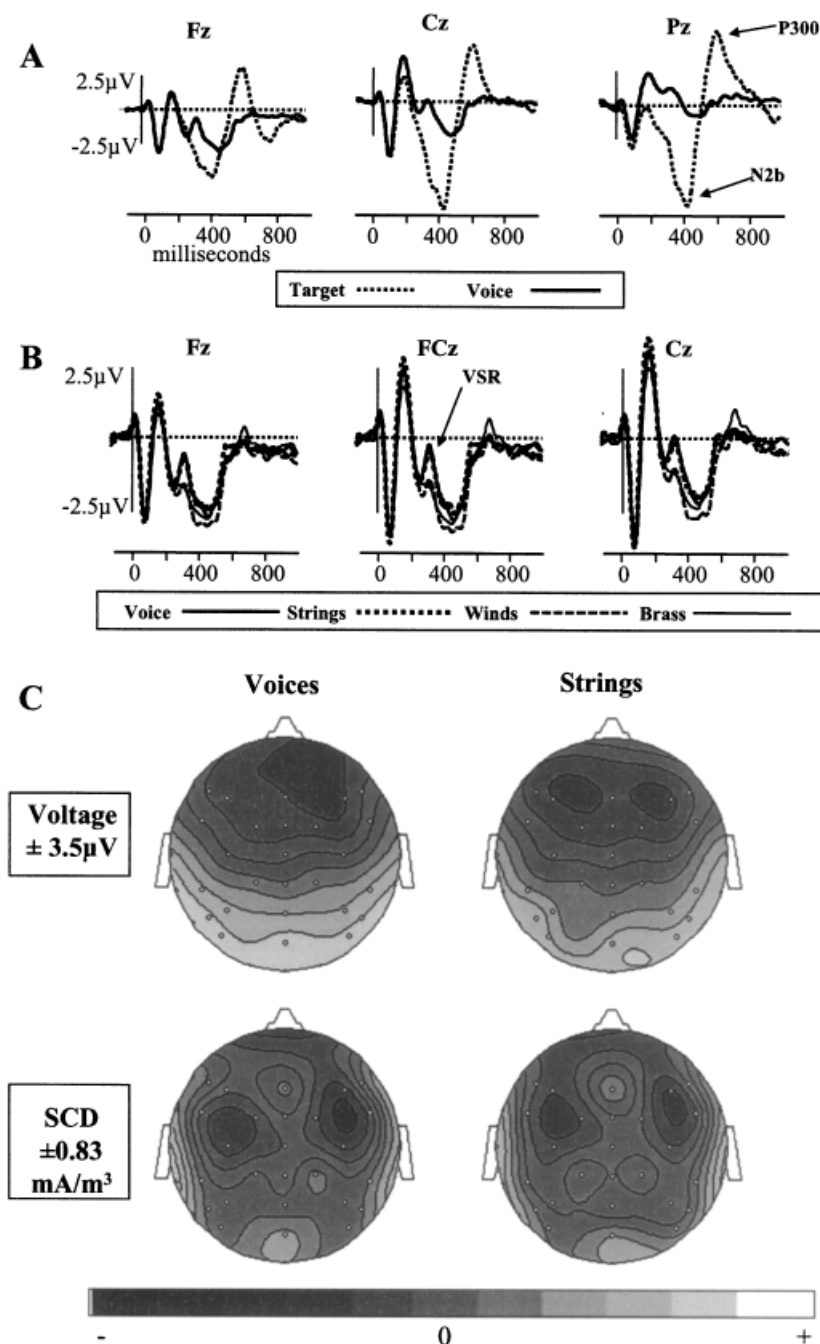 A
Fz
Cz
Pz
P300
2.5µV
-2.5µV
N2b
0 400 800
0 400 800
0 400 800
milliseconds
Target Voice
B
Fz
FCz
Cz
2.5µV
VSR
-2.5µV
0 400 800
0 400 800
0 400 800
Voice Strings Winds Brass
C
Voices
Strings
Voltage
± 3.5µV
SCD
±0.83
mA/m³
- 0 +